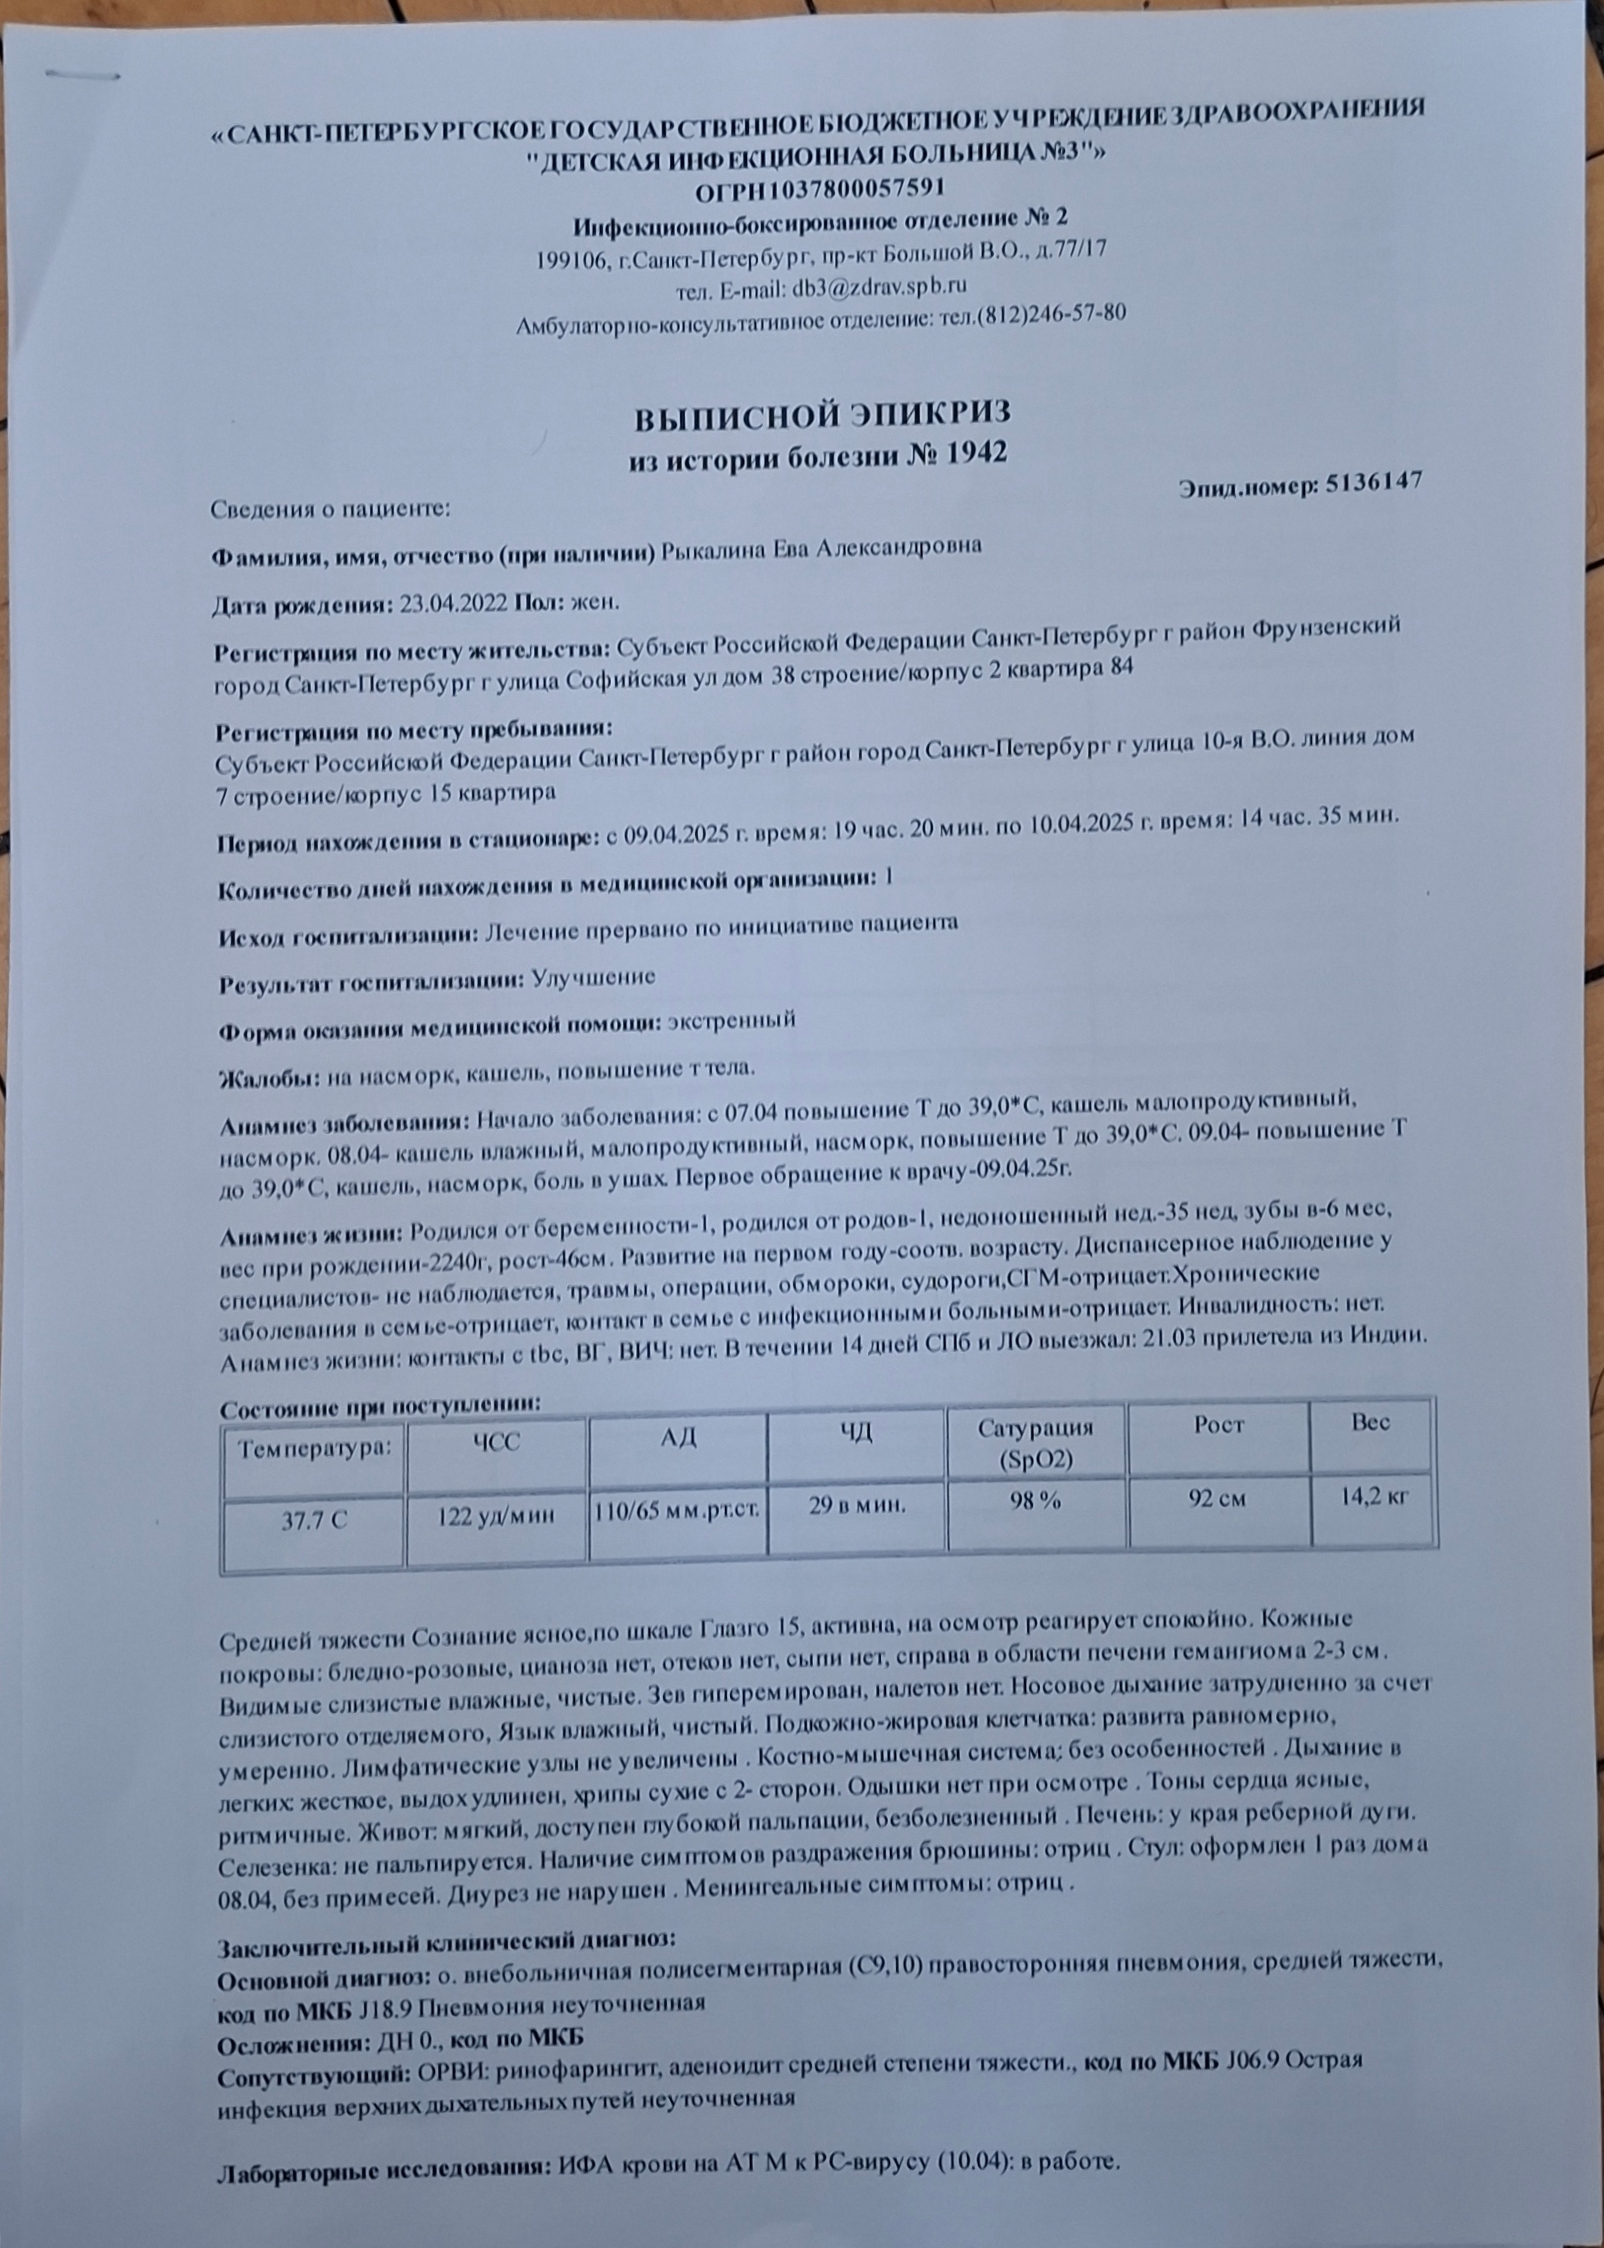 «САНКТ-ПЕТЕРБУРГСКОЕ ГОСУДАРСТВЕННОЕ БЮДЖЕТНОЕ УЧРЕЖДЕНИЕ ЗДРАВООХРАНЕНИЯ
"ДЕТСКАЯ ИНФЕКЦИОННАЯ БОЛЬНИЦА №3"»
ОГРН1037800057591
Инфекционно-боксированное отделение № 2
199106, г.Санкт-Петербург, пр-кт Большой В.О., д.77/17
тел. E-mail: db3@zdrav.spb.ru
Амбулаторно-консультативное отделение: тел.(812)246-57-80
ВЫПИСНОЙ ЭПИКРИЗ
из истории болезни № 1942
Эпид.номер: 5136147
Сведения о пациенте:
Фамилия, имя, отчество (при наличии) Рыкалина Ева Александровна
Дата рождения: 23.04.2022 Пол: жен.
Регистрация по месту жительства: Субъект Российской Федерации Санкт-Петербург г район Фрунзенский
город Санкт-Петербург г улица Софийская ул дом 38 строение/корпус 2 квартира 84
Регистрация по месту пребывания:
Субъект Российской Федерации Санкт-Петербург г район город Санкт-Петербург г улица 10-я В.О. линия дом
7 строение/корпус 15 квартира
Период нахождения в стационаре: с 09.04.2025 г. время: 19 час. 20 мин. по 10.04.2025 г. время: 14 час. 35 мин.
Количество дней нахождения в медицинской организации: 1
Исход госпитализации: Лечение прервано по инициативе пациента
Результат госпитализации: Улучшение
Форма оказания медицинской помощи: экстренный
Жалобы: на насморк, кашель, повышение т тела.
Анамнез заболевания: Начало заболевания: с 07.04 повышение Т до 39,0*С, кашель малопродуктивный,
насморк. 08.04- кашель влажный, малопродуктивный, насморк, повышение Т до 39,0*С. 09.04- повышение Т
до 39,0*С, кашель, насморк, боль в ушах. Первое обращение к врачу-09.04.25г.
Анамнез жизни: Родился от беременности-1, родился от родов-1, недоношенный нед.-35 нед, зубы в-6 мес,
вес при рождении-2240г, рост-46см. Развитие на первом году-соотв. возрасту. Диспансерное наблюдение у
специалистов- не наблюдается, травмы, операции, обмороки, судороги,СГМ-отрицает.Хронические
заболевания в семье-отрицает, контакт в семье с инфекционными больными-отрицает. Инвалидность: нет.
Анамнез жизни: контакты с tbc, ВГ, ВИЧ: нет. В течении 14 дней СПб и ЛО выезжал: 21.03 прилетела из Индии.
Состояние при поступлении:
Температура: ЧСС АД ЧД Сатурация (SpO2) Рост Вес
37.7 С 122 уд/мин 110/65 мм.рт.ст. 29 в мин. 98 % 92 см 14,2 кг
Средней тяжести Сознание ясное,по шкале Глазго 15, активна, на осмотр реагирует спокойно. Кожные
покровы: бледно-розовые, цианоза нет, отеков нет, сыпи нет, справа в области печени гемангиома 2-3 см.
Видимые слизистые влажные, чистые. Зев гиперемирован, налетов нет. Носовое дыхание затрудненно за счет
слизистого отделяемого, Язык влажный, чистый. Подкожно-жировая клетчатка: развита равномерно,
умеренно. Лимфатические узлы не увеличены . Костно-мышечная система: без особенностей . Дыхание в
легких: жесткое, выдох удлинен, хрипы сухие с 2- сторон. Одышки нет при осмотре . Тоны сердца ясные,
ритмичные. Живот: мягкий, доступен глубокой пальпации, безболезненный . Печень: у края реберной дуги.
Селезенка: не пальпируется. Наличие симптомов раздражения брюшины: отриц . Стул: оформлен 1 раз дома
08.04, без примесей. Диурез не нарушен . Менингеальные симптомы: отриц .
Заключительный клинический диагноз:
Основной диагноз: о. внебольничная полисегментарная (С9,10) правосторонняя пневмония, средней тяжести,
код по МКБ J18.9 Пневмония неуточненная
Осложнения: ДН 0., код по МКБ
Сопутствующий: ОРВИ: ринофарингит, аденоидит средней степени тяжести., код по МКБ J06.9 Острая
инфекция верхних дыхательных путей неуточненная
Лабораторные исследования: ИФА крови на АТ М к РС-вирусу (10.04): в работе.